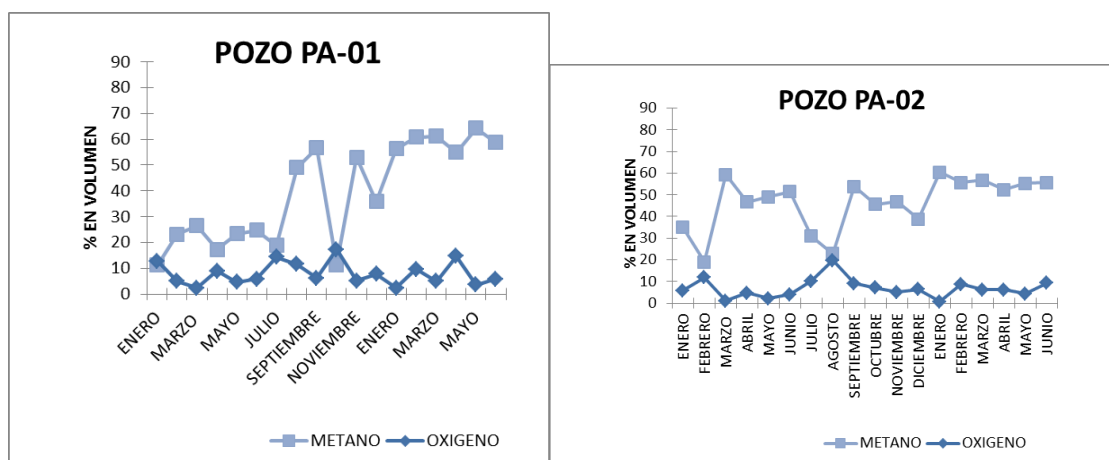 POZO PA-01
% EN VOLUMEN
90
80
70
60
50
40
30
20
10
0
ENERO
MARZO
MAYO
JULIO
SEPTIEMBRE
NOVIEMBRE
ENERO
MARZO
MAYO
METANO OXIGENO
POZO PA-02
% EN VOLUMEN
90
80
70
60
50
40
30
20
10
0
ENERO
FEBRERO
MARZO
ABRIL
MAYO
JUNIO
JULIO
AGOSTO
SEPTIEMBRE
OCTUBRE
NOVIEMBRE
DICIEMBRE
ENERO
FEBRERO
MARZO
ABRIL
MAYO
JUNIO
METANO OXIGENO